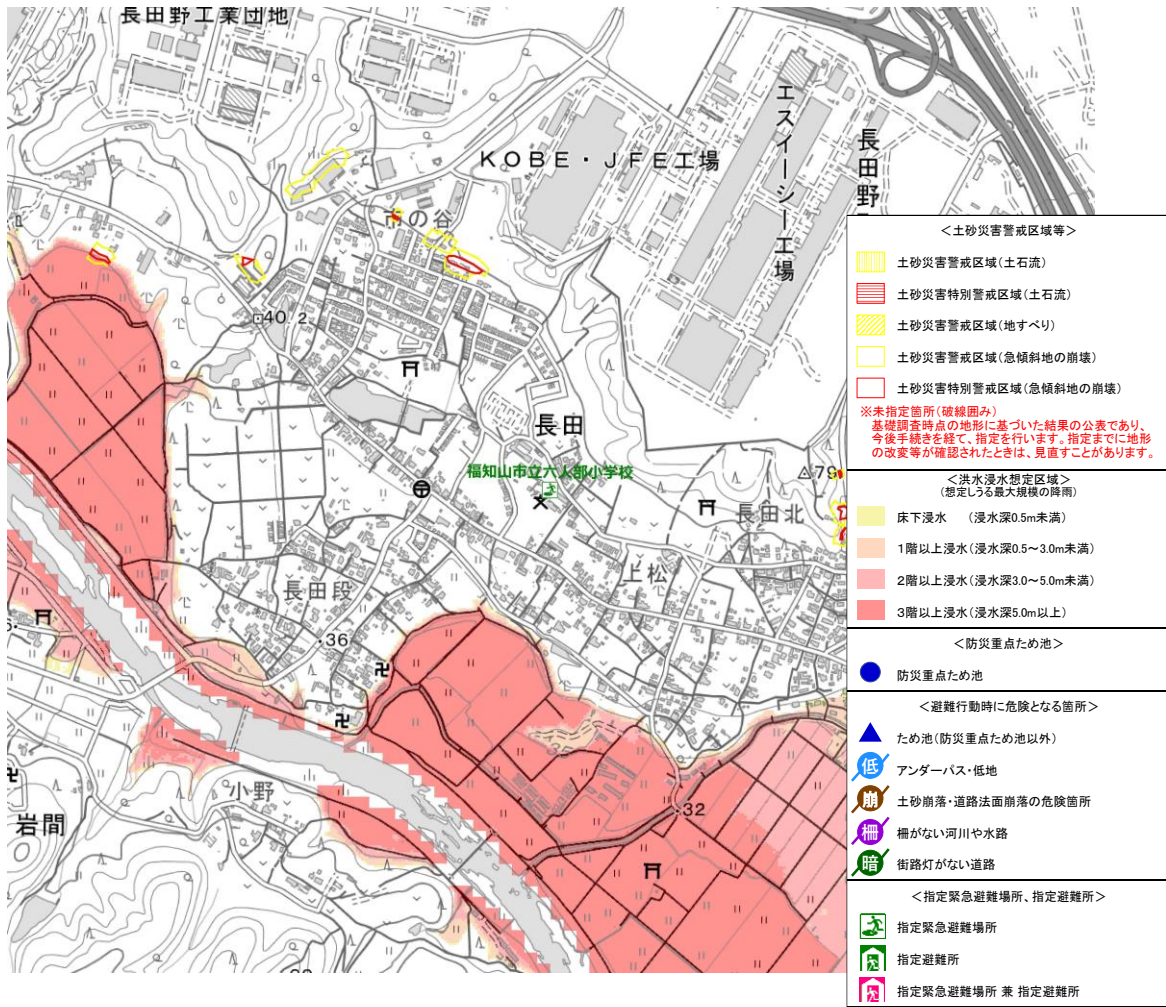 長田野工業団地
エスイーシー工場
長田野
KOBE・JFE工場
市の谷
40 2
長田
福知山市立六人部小学校
79
長田北
上松
長田段
36
小野
32
岩間
<土砂災害警戒区域等>
土砂災害警戒区域(土石流)
土砂災害特別警戒区域(土石流)
土砂災害警戒区域(地すべり)
土砂災害警戒区域(急傾斜地の崩壊)
土砂災害特別警戒区域(急傾斜地の崩壊)
※未指定箇所(破線囲み)
基礎調査時点の地形に基づいた結果の公表であり、
今後手続きを経て、指定を行います。指定までに地形
の改変等が確認されたときは、見直すことがあります。
<洪水浸水想定区域>
(想定しうる最大規模の降雨)
床下浸水 (浸水深0.5m未満)
1階以上浸水(浸水深0.5~3.0m未満)
2階以上浸水(浸水深3.0~5.0m未満)
3階以上浸水(浸水深5.0m以上)
<防災重点ため池>
防災重点ため池
<避難行動時に危険となる箇所>
ため池(防災重点ため池以外)
低 アンダーパス・低地
崩 土砂崩落・道路法面崩落の危険箇所
柵 柵がない河川や水路
暗 街路灯がない道路
<指定緊急避難場所、指定避難所>
指定緊急避難場所
指定避難所
指定緊急避難場所 兼 指定避難所